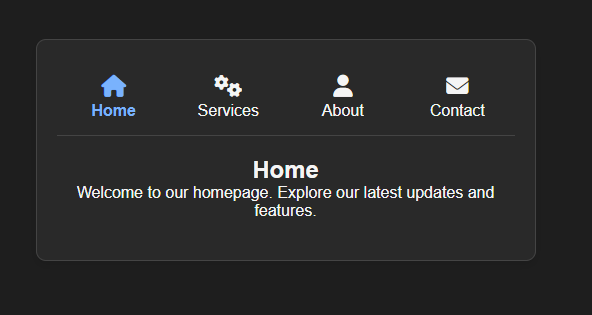 Home Services About Contact
Home
Welcome to our homepage. Explore our latest updates and
features.